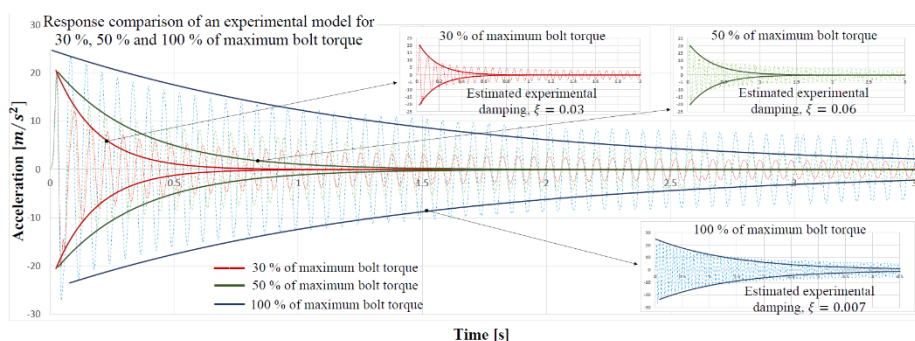 Response comparison of an experimental model for
30 %, 50 % and 100 % of maximum bolt torque
30 % of maximum bolt torque
Estimated experimental
damping, ξ = 0.03
50 % of maximum bolt torque
Estimated experimental
damping, ξ = 0.06
30
20
10
0
-10
-20
-30
0
0.5
1
1.5
2
2.5
3
Acceleration [m/s²]
30 % of maximum bolt torque
50 % of maximum bolt torque
100 % of maximum bolt torque
100 % of maximum bolt torque
Estimated experimental
damping, ξ = 0.007
Time [s]